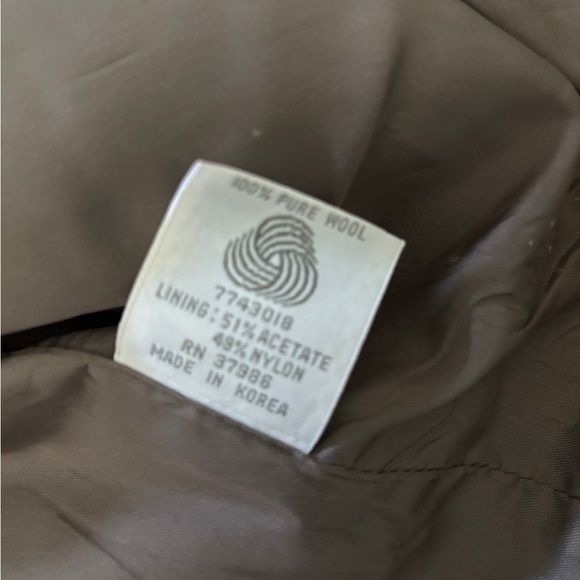 100% PURE WOOL
7743018
LINING: 51% ACETATE
49% NYLON
RN 37986
MADE IN KOREA